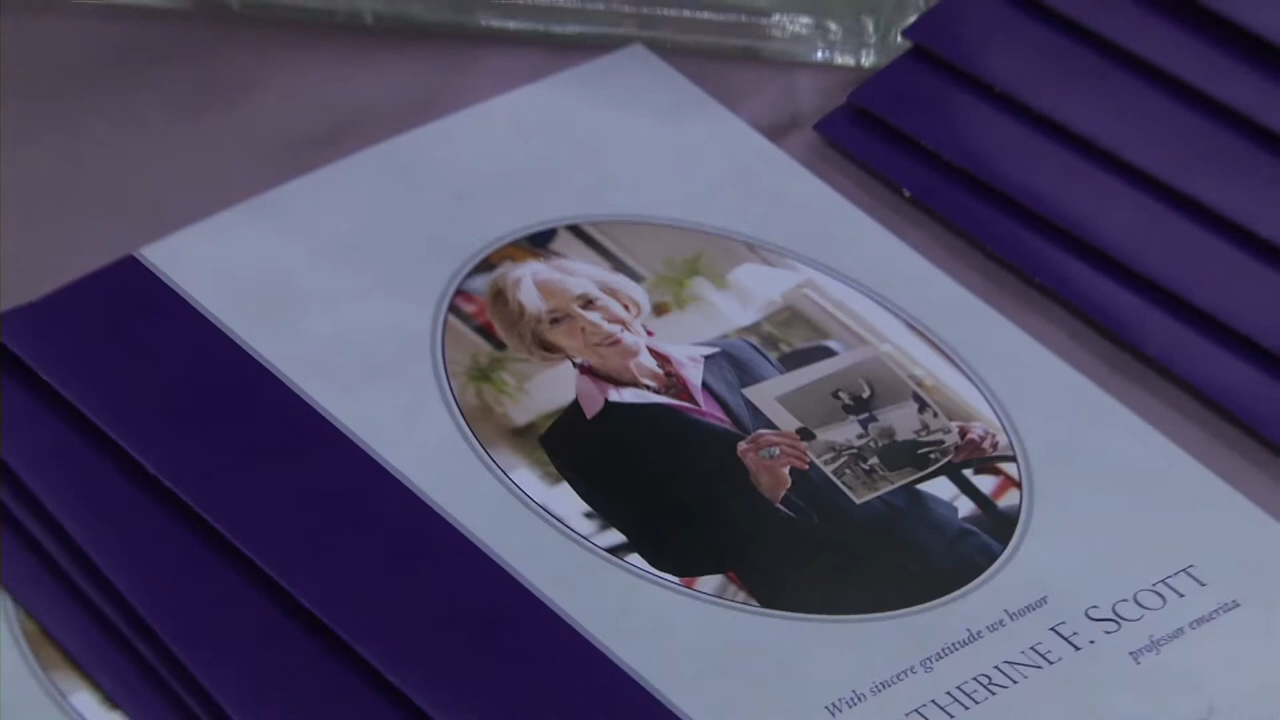 With sincere gratitude we honor
THERINE F. SCOTT
professor emerita